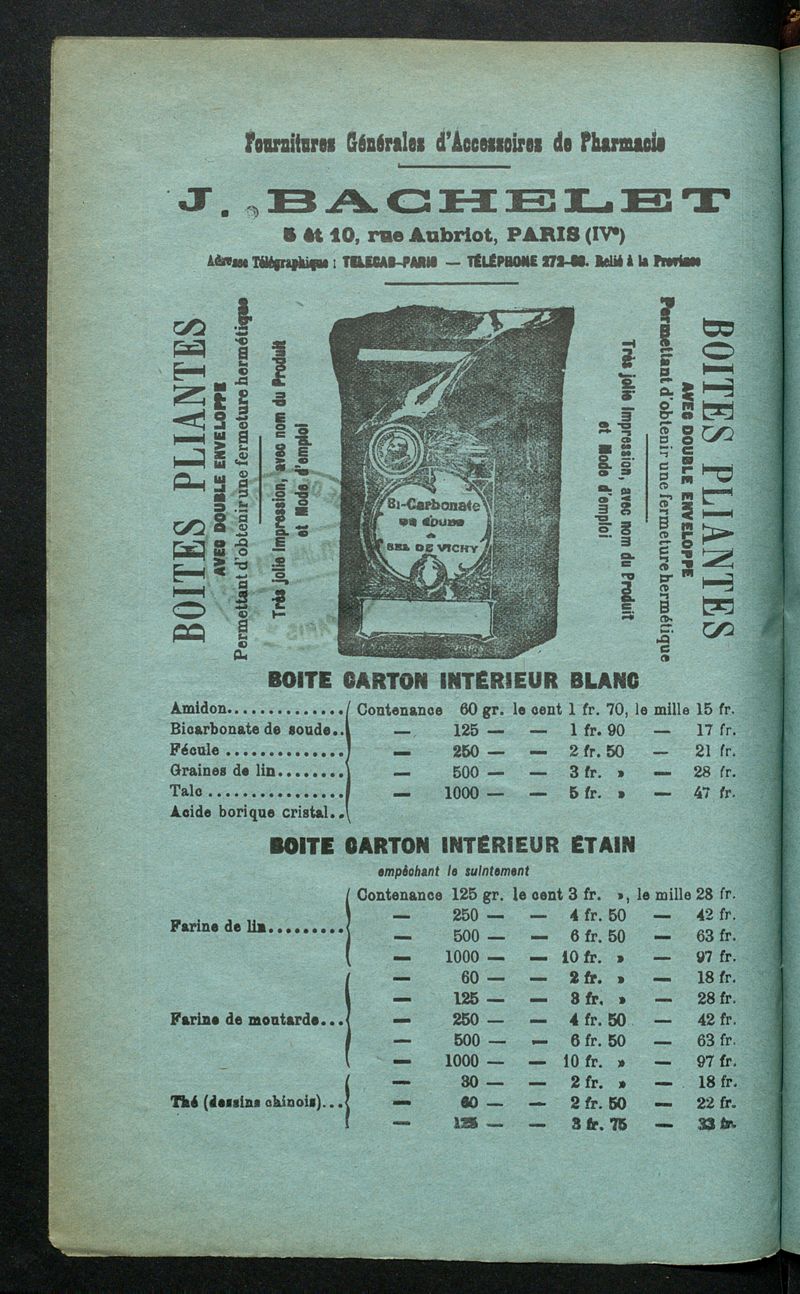 Fournitures Générales d'Accessoires de Pharmacie
J. BACHELET
8 et 10, rue Aubriot, PARIS (IVe)
Adresse Télégraphique : TELECAB-PARIS — TÉLÉPHONE 272-. Relié à la Province
BOITES PLIANTES
AVEC DOUBLE ENVELOPPE
Permettant d'obtenir une fermeture hermétique
Très jolie impression, avec nom du Produit
et Mode d'emploi
Bi-Carbonate
DE SOUDE
SEL DE VICHY
Très jolie impression, avec nom du Produit
et Mode d'emploi
Permettant d'obtenir une fermeture hermétique
AVEC DOUBLE ENVELOPPE
BOITES PLIANTES
BOITE CARTON INTÉRIEUR BLANC
Amidon.............. Contenance 60 gr. le cent 1 fr. 70, le mille 15 fr.
Bicarbonate de soude.. — 125 — — 1 fr. 90 — 17 fr.
Fécule .............. — 250 — — 2 fr. 50 — 21 fr.
Graines de lin........ — 500 — — 3 fr. » — 28 fr.
Talc ................ — 1000 — — 5 fr. » — 47 fr.
Acide borique cristal..
BOITE CARTON INTÉRIEUR ÉTAIN
empêchant le suintement
Contenance 125 gr. le cent 3 fr. », le mille 28 fr.
— 250 — — 4 fr. 50 — 42 fr.
Farine de lin.........
— 500 — — 6 fr. 50 — 63 fr.
— 1000 — — 10 fr. » — 97 fr.
— 60 — — 2 fr. » — 18 fr.
— 125 — — 3 fr. » — 28 fr.
Farine de moutarde... — 250 — — 4 fr. 50 — 42 fr.
— 500 — — 6 fr. 50 — 63 fr.
— 1000 — — 10 fr. » — 97 fr.
— 30 — — 2 fr. » — 18 fr.
Thé (dessins chinois)... — 60 — — 2 fr. 50 — 22 fr.
— 125 — — 3 fr. 75 — 33 fr.